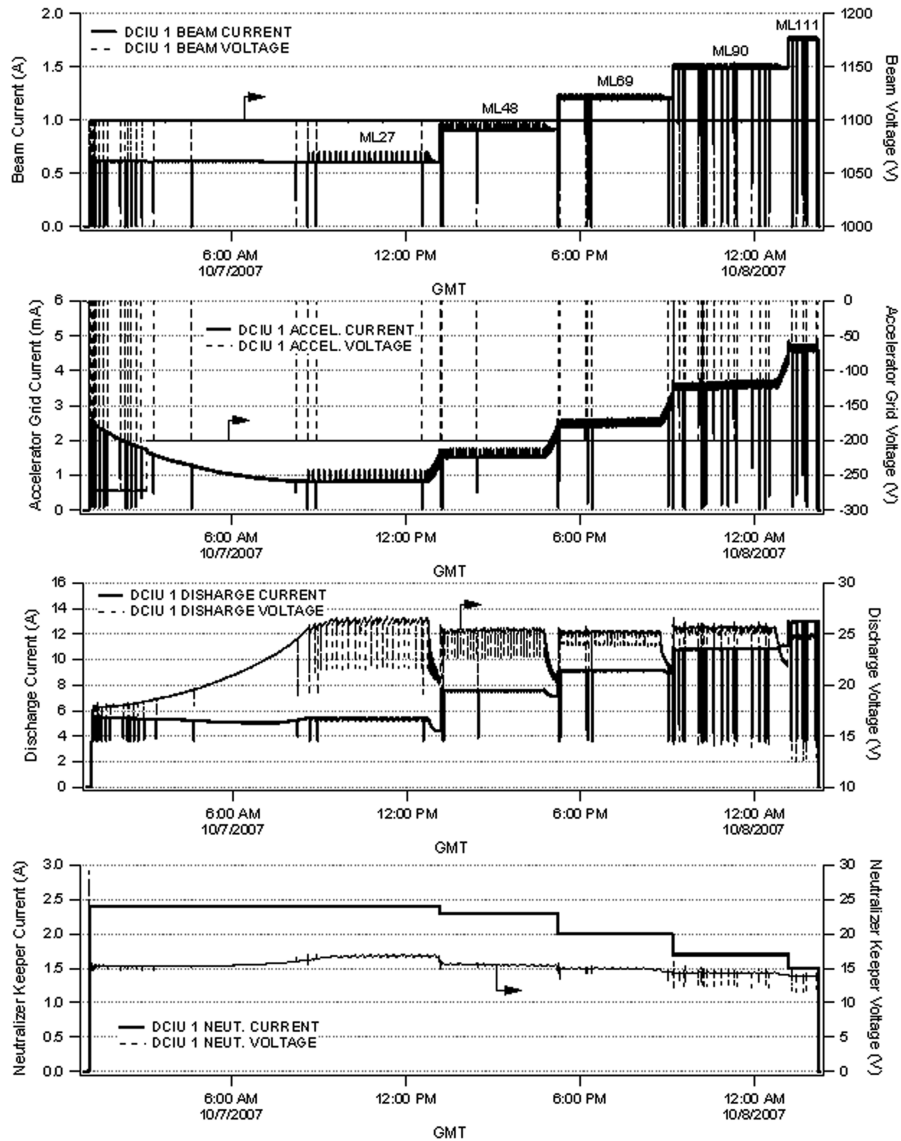 DCIU 1 BEAM CURRENT
DCIU 1 BEAM VOLTAGE
ML27
ML48
ML69
ML90
ML111
Beam Current (A)
2.0
1.5
1.0
0.5
0.0
Beam Voltage (V)
1200
1150
1100
1050
1000
6:00 AM 12:00 PM 6:00 PM 12:00 AM
10/7/2007 10/8/2007
GMT
DCIU 1 ACCEL. CURRENT
DCIU 1 ACCEL. VOLTAGE
Accelerator Grid Current (mA)
6
5
4
3
2
1
0
Accelerator Grid Voltage (V)
0
-50
-100
-150
-200
-250
-300
6:00 AM 12:00 PM 6:00 PM 12:00 AM
10/7/2007 10/8/2007
GMT
DCIU 1 DISHARGE CURRENT
DCIU 1 DISHARGE VOLTAGE
Discharge Current (A)
16
14
12
10
8
6
4
2
0
Discharge Voltage (V)
30
25
20
15
10
6:00 AM 12:00 PM 6:00 PM 12:00 AM
10/7/2007 10/8/2007
GMT
DCIU 1 NEUT. CURRENT
DCIU 1 NEUT. VOLTAGE
Neutralizer Keeper Current (A)
3.0
2.5
2.0
1.5
1.0
0.5
0.0
Neutralizer Keeper Voltage (V)
30
25
20
15
10
5
0
6:00 AM 12:00 PM 6:00 PM 12:00 AM
10/7/2007 10/8/2007
GMT